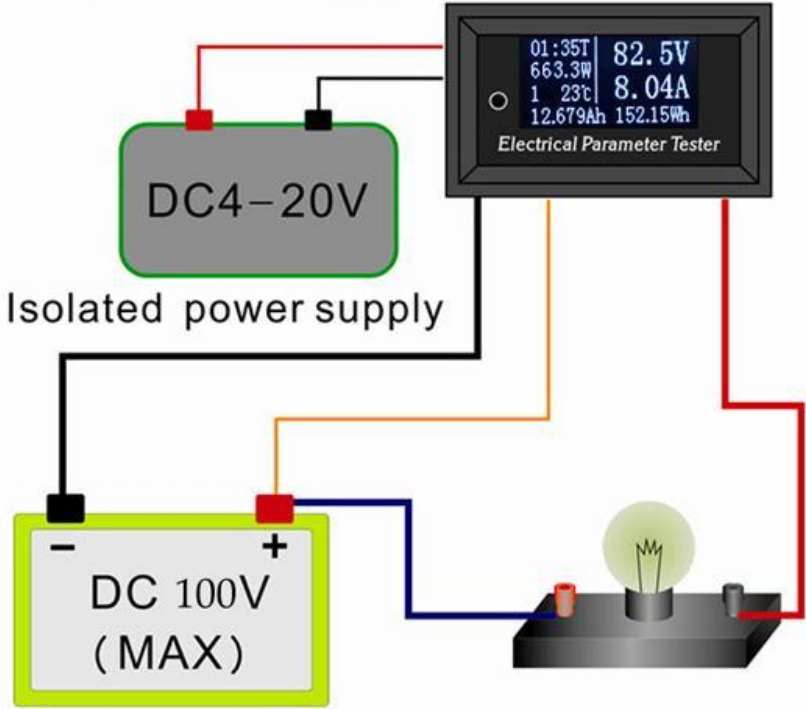 01:35T 82.5V
663.3W
8.04A
1 23℃
12.679Ah 152.15Wh
Electrical Parameter Tester
DC4-20V
Isolated power supply
- +
DC 100V
(MAX)